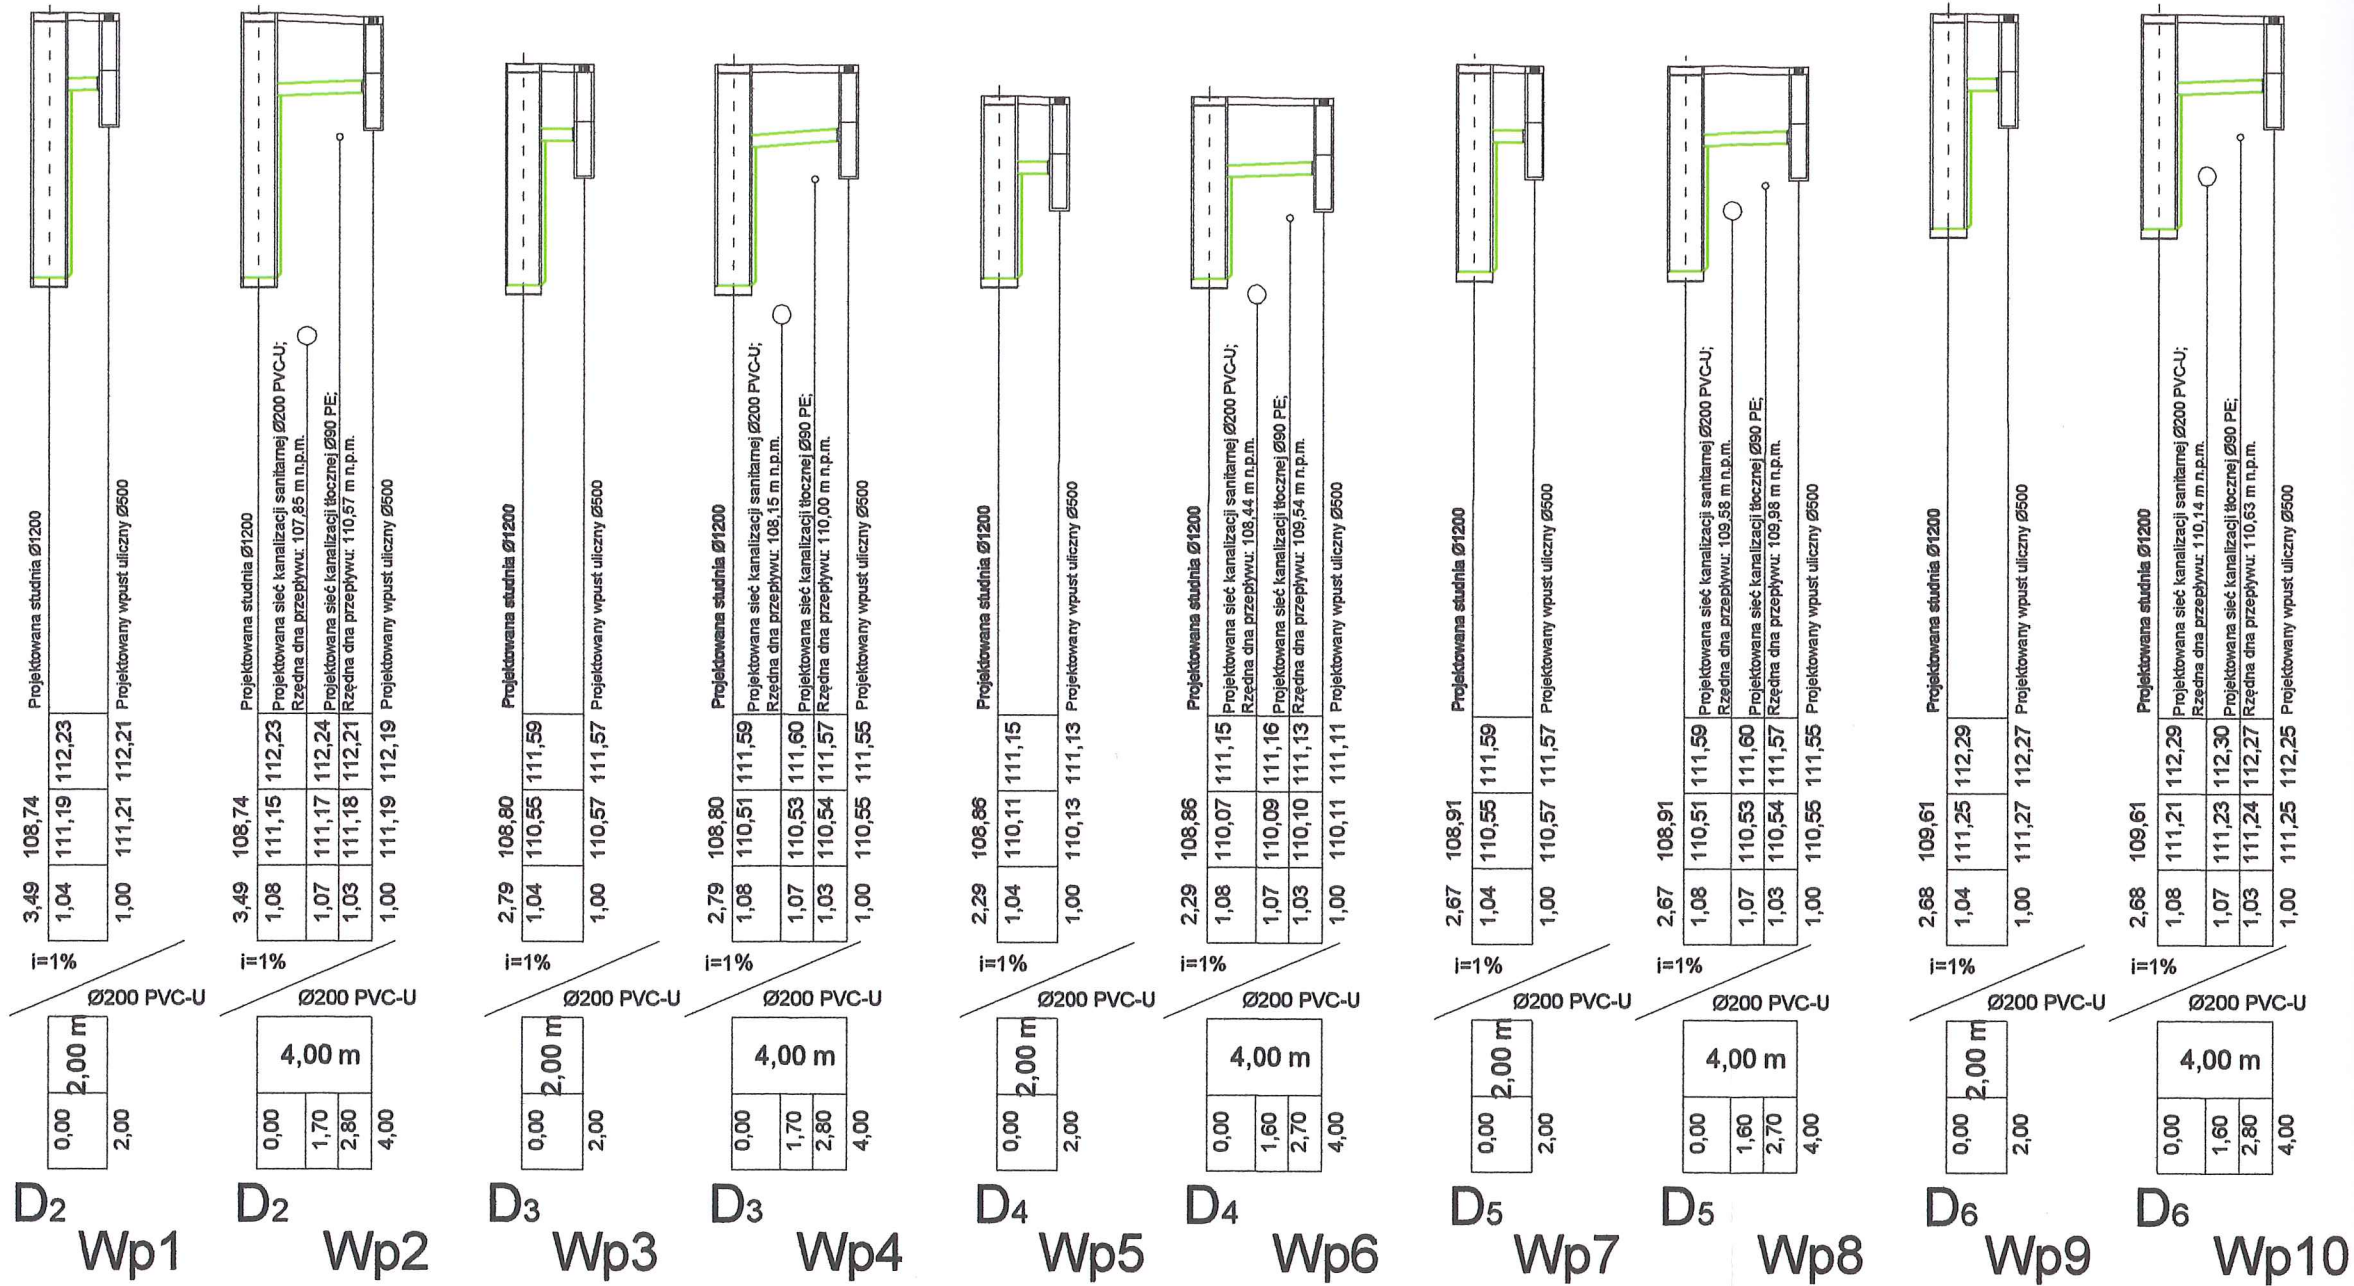 Projektowana studnia Ø1200
Projektowany wpust uliczny Ø500
112,23
112,21
108,74
111,19
111,21
3,49
1,04
1,00
i=1%
Ø200 PVC-U
2,00 m
0,00
2,00
D2
Wp1
Projektowana studnia Ø1200
Projektowana sieć kanalizacji sanitarnej Ø200 PVC-U;
Rzędna dna przepływu: 107,85 m n.p.m.
Projektowana sieć kanalizacji tłocznej Ø90 PE;
Rzędna dna przepływu: 110,57 m n.p.m.
Projektowany wpust uliczny Ø500
112,23
112,24
112,21
112,19
108,74
111,15
111,17
111,18
111,19
3,49
1,08
1,07
1,03
1,00
i=1%
Ø200 PVC-U
4,00 m
0,00
1,70
2,80
4,00
D2
Wp2
Projektowana studnia Ø1200
Projektowany wpust uliczny Ø500
111,59
111,57
108,80
110,55
110,57
2,79
1,04
1,00
i=1%
Ø200 PVC-U
2,00 m
0,00
2,00
D3
Wp3
Projektowana studnia Ø1200
Projektowana sieć kanalizacji sanitarnej Ø200 PVC-U;
Rzędna dna przepływu: 108,15 m n.p.m.
Projektowana sieć kanalizacji tłocznej Ø90 PE;
Rzędna dna przepływu: 110,00 m n.p.m.
Projektowany wpust uliczny Ø500
111,59
111,60
111,57
111,55
108,80
110,51
110,53
110,54
110,55
2,79
1,08
1,07
1,03
1,00
i=1%
Ø200 PVC-U
4,00 m
0,00
1,70
2,80
4,00
D3
Wp4
Projektowana studnia Ø1200
Projektowany wpust uliczny Ø500
111,15
111,13
108,86
110,11
110,13
2,29
1,04
1,00
i=1%
Ø200 PVC-U
2,00 m
0,00
2,00
D4
Wp5
Projektowana studnia Ø1200
Projektowana sieć kanalizacji sanitarnej Ø200 PVC-U;
Rzędna dna przepływu: 108,44 m n.p.m.
Projektowana sieć kanalizacji tłocznej Ø90 PE;
Rzędna dna przepływu: 109,54 m n.p.m.
Projektowany wpust uliczny Ø500
111,15
111,16
111,13
111,11
108,86
110,07
110,09
110,10
110,11
2,29
1,08
1,07
1,03
1,00
i=1%
Ø200 PVC-U
4,00 m
0,00
1,60
2,70
4,00
D4
Wp6
Projektowana studnia Ø1200
Projektowany wpust uliczny Ø500
111,59
111,57
108,91
110,55
110,57
2,67
1,04
1,00
i=1%
Ø200 PVC-U
2,00 m
0,00
2,00
D5
Wp7
Projektowana studnia Ø1200
Projektowana sieć kanalizacji sanitarnej Ø200 PVC-U;
Rzędna dna przepływu: 109,58 m n.p.m.
Projektowana sieć kanalizacji tłocznej Ø90 PE;
Rzędna dna przepływu: 109,98 m n.p.m.
Projektowany wpust uliczny Ø500
111,59
111,60
111,57
111,55
108,91
110,51
110,53
110,54
110,55
2,67
1,08
1,07
1,03
1,00
i=1%
Ø200 PVC-U
4,00 m
0,00
1,60
2,70
4,00
D5
Wp8
Projektowana studnia Ø1200
Projektowany wpust uliczny Ø500
112,29
112,27
109,61
111,25
111,27
2,68
1,04
1,00
i=1%
Ø200 PVC-U
2,00 m
0,00
2,00
D6
Wp9
Projektowana studnia Ø1200
Projektowana sieć kanalizacji sanitarnej Ø200 PVC-U;
Rzędna dna przepływu: 110,14 m n.p.m.
Projektowana sieć kanalizacji tłocznej Ø90 PE;
Rzędna dna przepływu: 110,63 m n.p.m.
Projektowany wpust uliczny Ø500
112,29
112,30
112,27
112,25
109,61
111,21
111,23
111,24
111,25
2,68
1,08
1,07
1,03
1,00
i=1%
Ø200 PVC-U
4,00 m
0,00
1,60
2,80
4,00
D6
Wp10